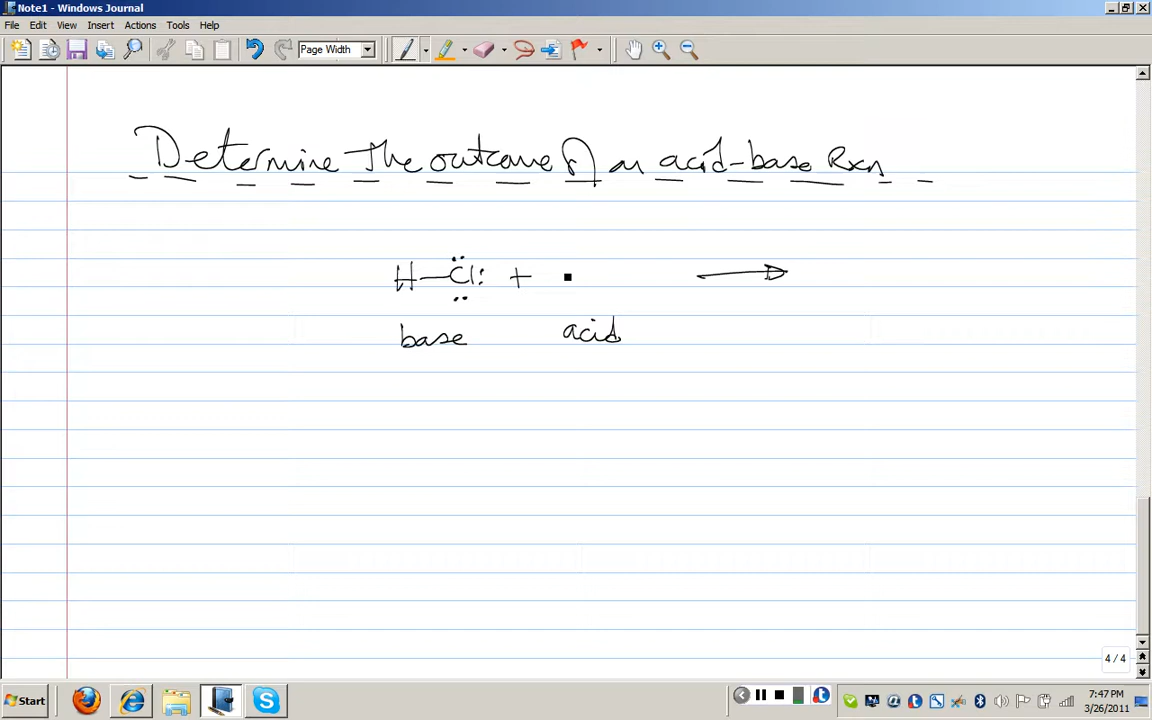 Note1 - Windows Journal
File Edit View Insert Actions Tools Help
Page Width
Determine The outcome of an acid-base Rxn
H—Cl: +
base acid
4/4
Start
7:47 PM
3/26/2011